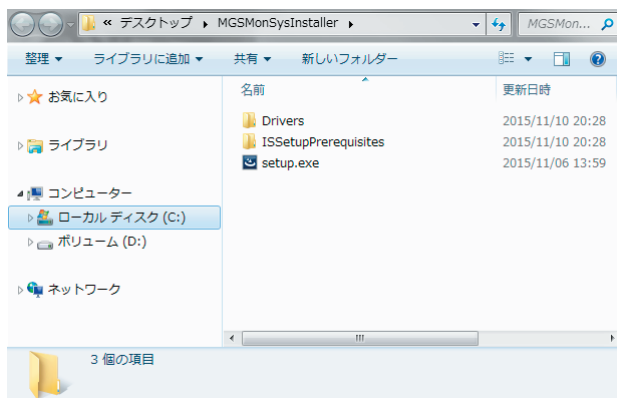 « デスクトップ ▸ MGSMonSysInstaller ▸
MGSMon...
整理 ▼ ライブラリに追加 ▼ 共有 ▼ 新しいフォルダー
お気に入り
ライブラリ
コンピューター
ローカル ディスク (C:)
ボリューム (D:)
ネットワーク
名前 更新日時
Drivers 2015/11/10 20:28
ISSetupPrerequisites 2015/11/10 20:28
setup.exe 2015/11/06 13:59
3 個の項目